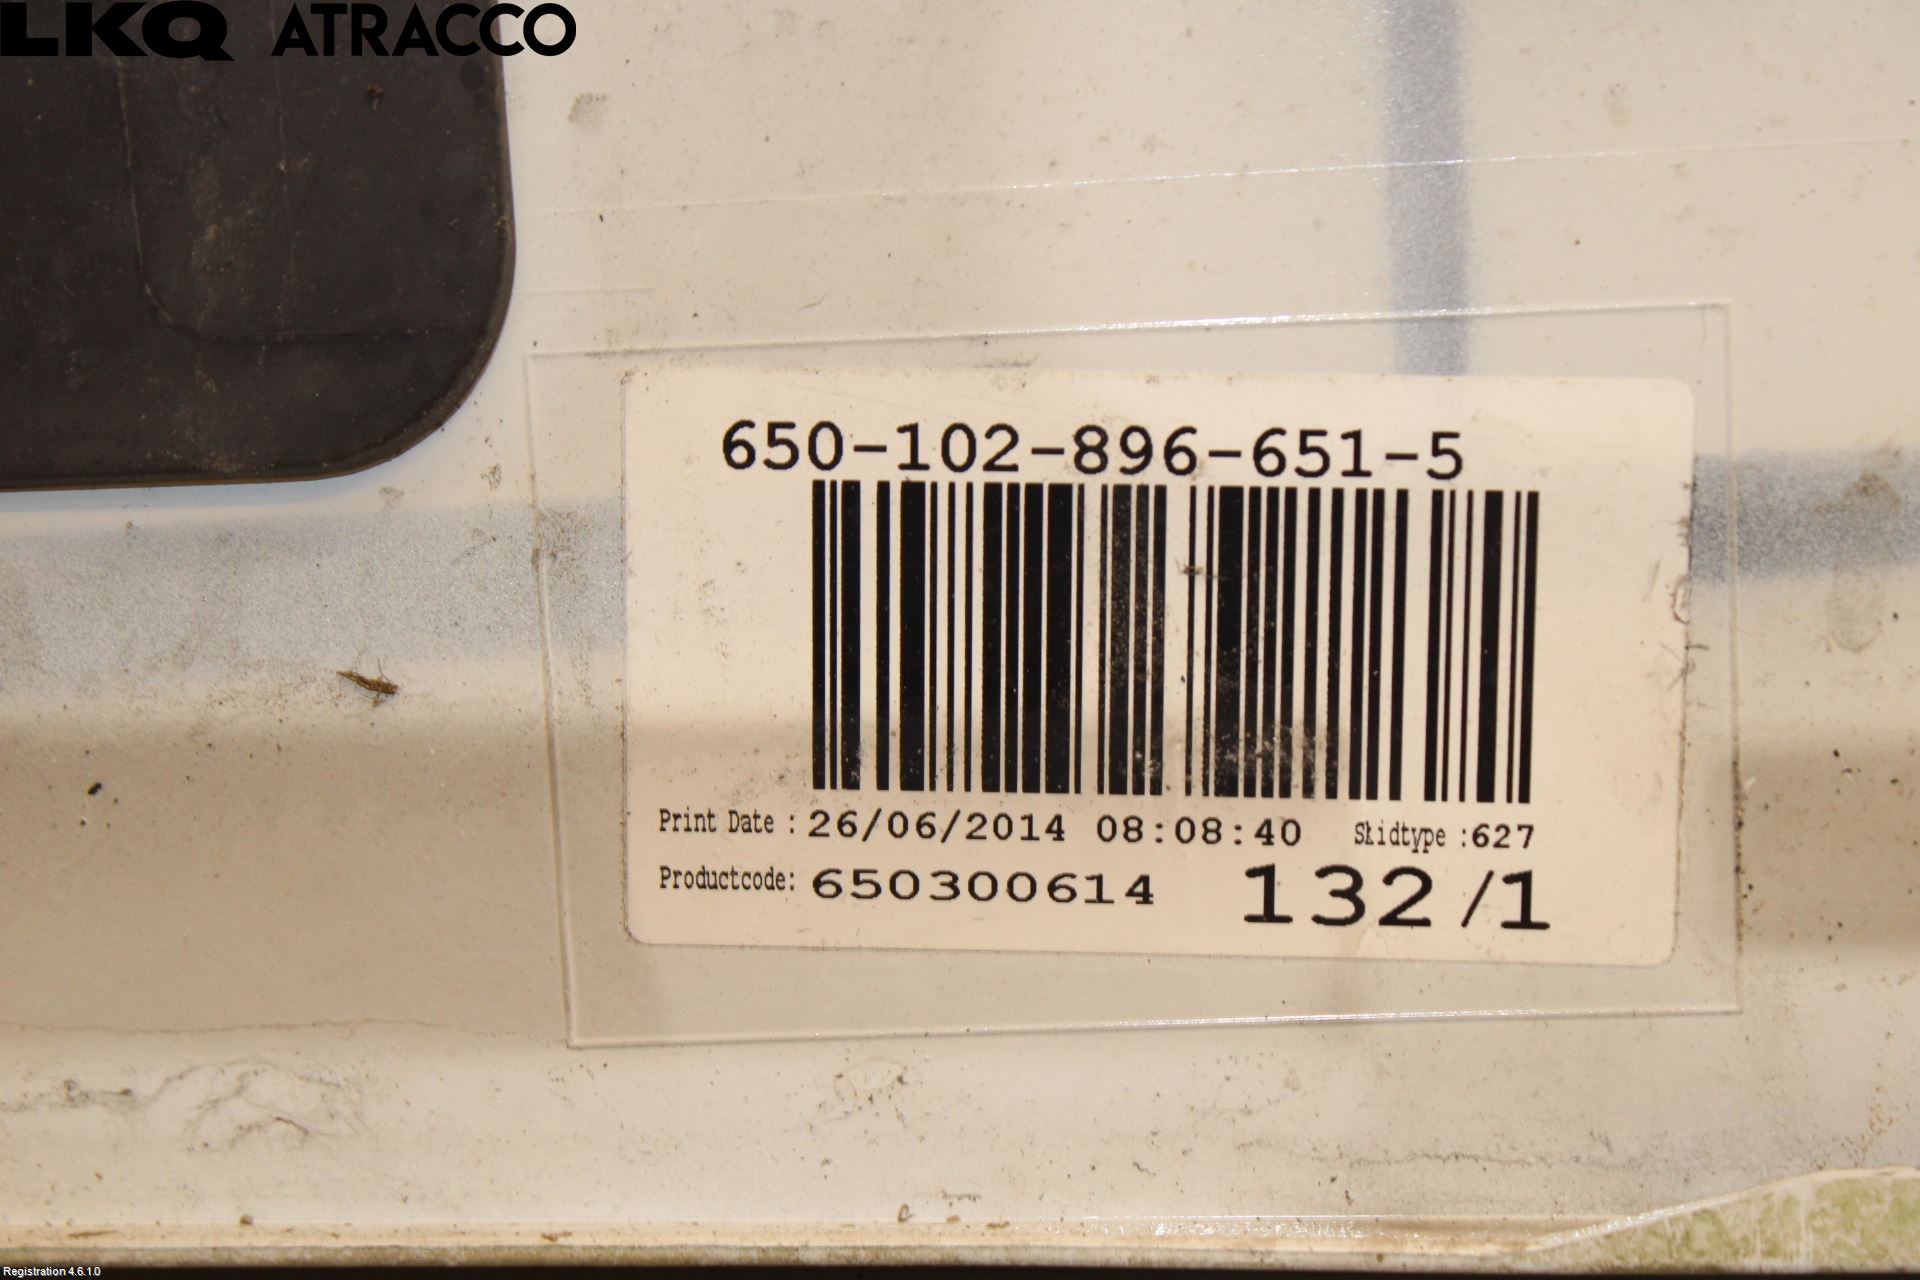 LKQ ATRACCO
650-102-896-651-5
Print Date : 26/06/2014 08:08:40 Skidtype :627
Productcode: 650300614 132/1
Registration 4.6.1.0